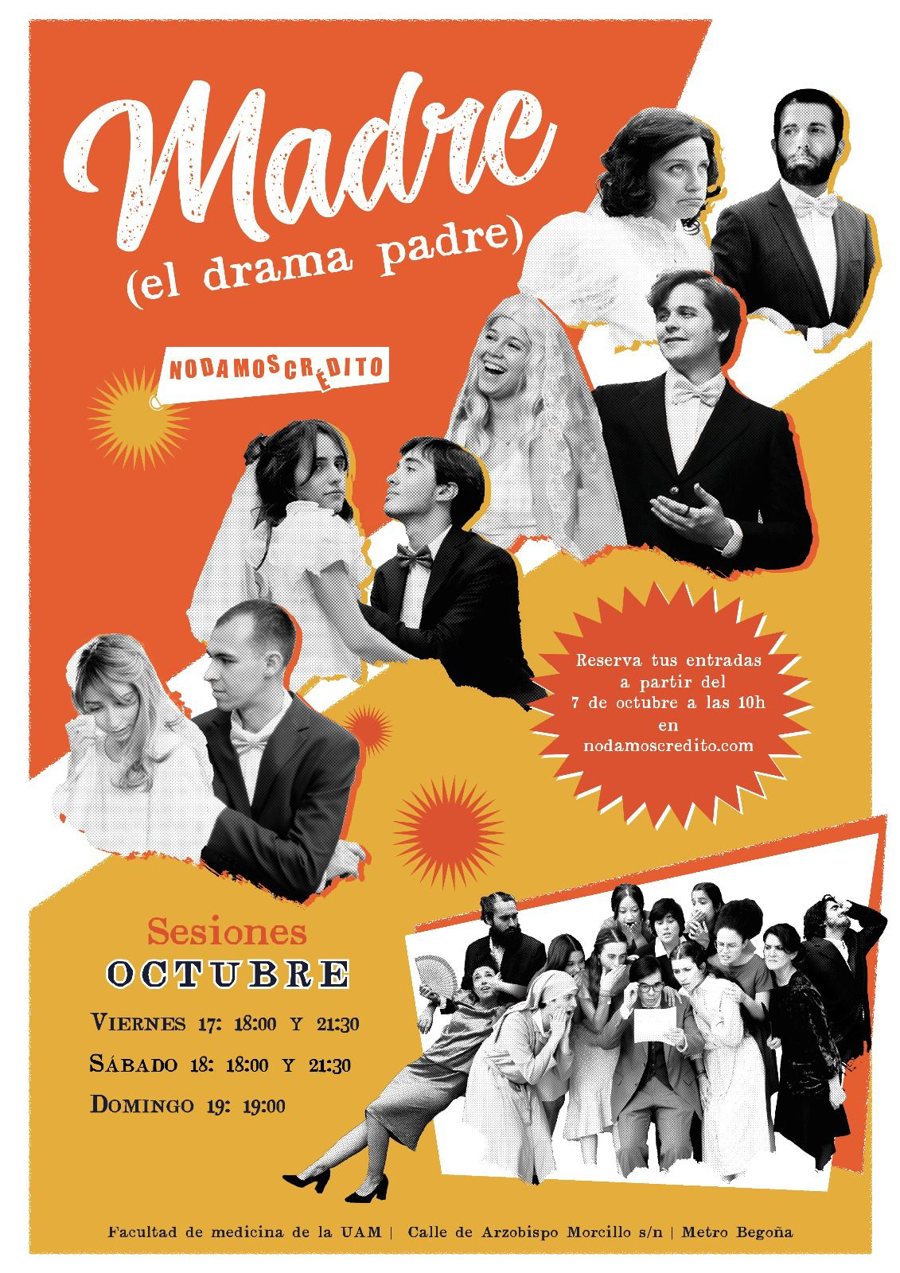 Madre
(el drama padre)
NODAMOSCRÉDITO
Reserva tus entradas
a partir del
7 de octubre a las 10h
en
nodamoscredito.com
Sesiones
OCTUBRE
VIERNES 17: 18:00 Y 21:30
SÁBADO 18: 18:00 Y 21:30
DOMINGO 19: 19:00
Facultad de medicina de la UAM | Calle de Arzobispo Morcillo s/n | Metro Begoña